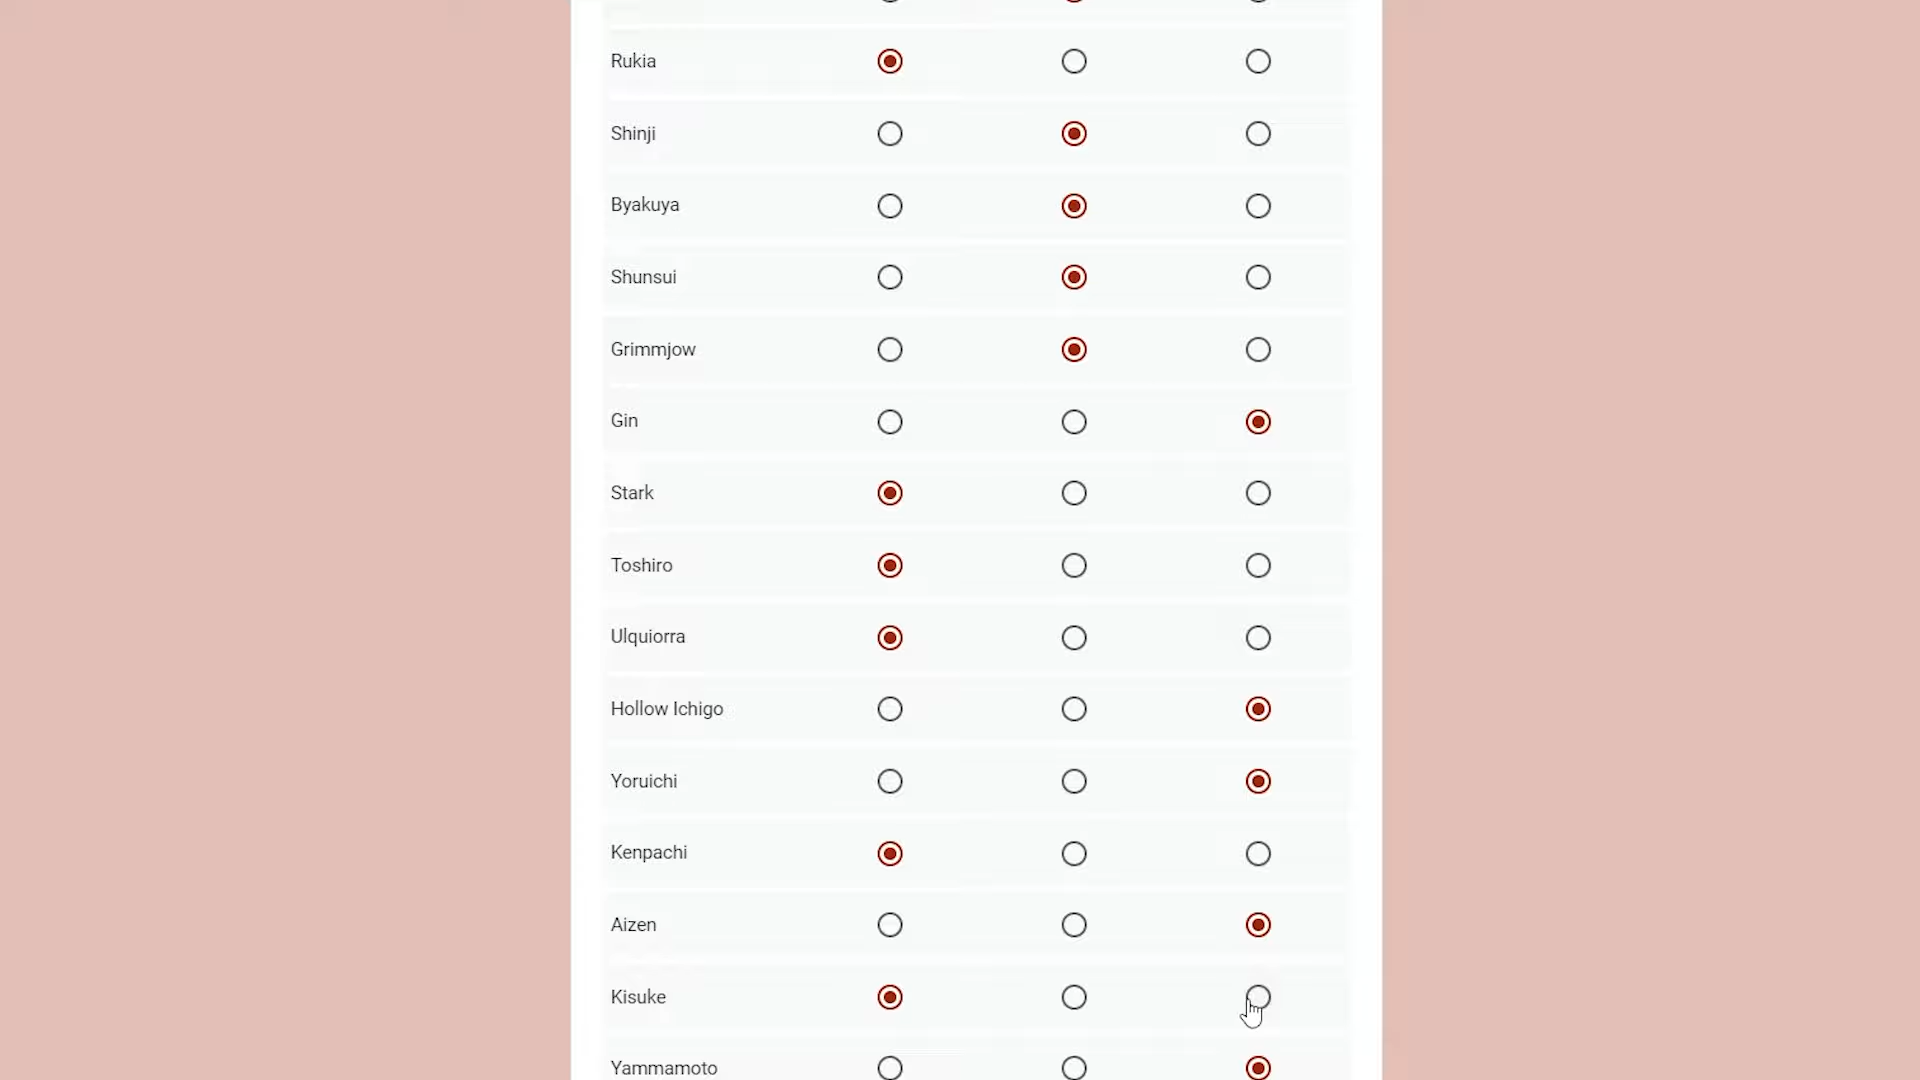 Rukia
Shinji
Byakuya
Shunsui
Grimmjow
Gin
Stark
Toshiro
Ulquiorra
Hollow Ichigo
Yoruichi
Kenpachi
Aizen
Kisuke
Yammamoto